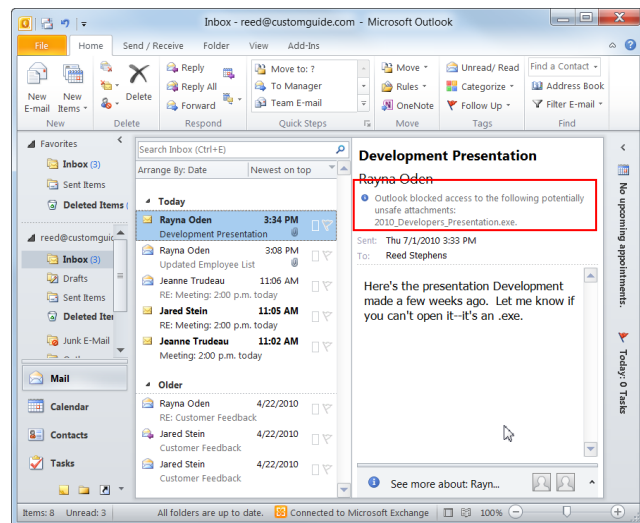 Inbox - reed@customguide.com - Microsoft Outlook
File Home Send / Receive Folder View Add-Ins
New E-mail
New Items
Delete
Reply
Reply All
Forward
Move to: ?
To Manager
Team E-mail
Move
Rules
OneNote
Unread/ Read
Categorize
Follow Up
Find a Contact
Address Book
Filter E-mail
New Delete Respond Quick Steps Move Tags Find
Favorites
Inbox (3)
Sent Items
Deleted Items (
reed@customguid
Inbox (3)
Drafts
Sent Items
Deleted Iter
Junk E-Mail
Mail
Calendar
Contacts
Tasks
Search Inbox (Ctrl+E)
Arrange By: Date Newest on top
Today
Rayna Oden 3:34 PM
Development Presentation
Rayna Oden 3:08 PM
Updated Employee List
Jeanne Trudeau 11:06 AM
RE: Meeting: 2:00 p.m. today
Jared Stein 11:05 AM
RE: Meeting: 2:00 p.m. today
Jeanne Trudeau 11:02 AM
Meeting: 2:00 p.m. today
Older
Rayna Oden 4/22/2010
RE: Customer Feedback
Jared Stein 4/22/2010
Customer Feedback
Jared Stein 4/22/2010
Customer Feedback
Development Presentation
Rayna Oden
Outlook blocked access to the following potentially
unsafe attachments:
2010_Developers_Presentation.exe.
Sent: Thu 7/1/2010 3:33 PM
To: Reed Stephens
Here's the presentation Development
made a few weeks ago. Let me know if
you can't open it--it's an .exe.
See more about: Rayn...
No upcoming appointments.
Today: 0 Tasks
Items: 8 Unread: 3 All folders are up to date. Connected to Microsoft Exchange 100%